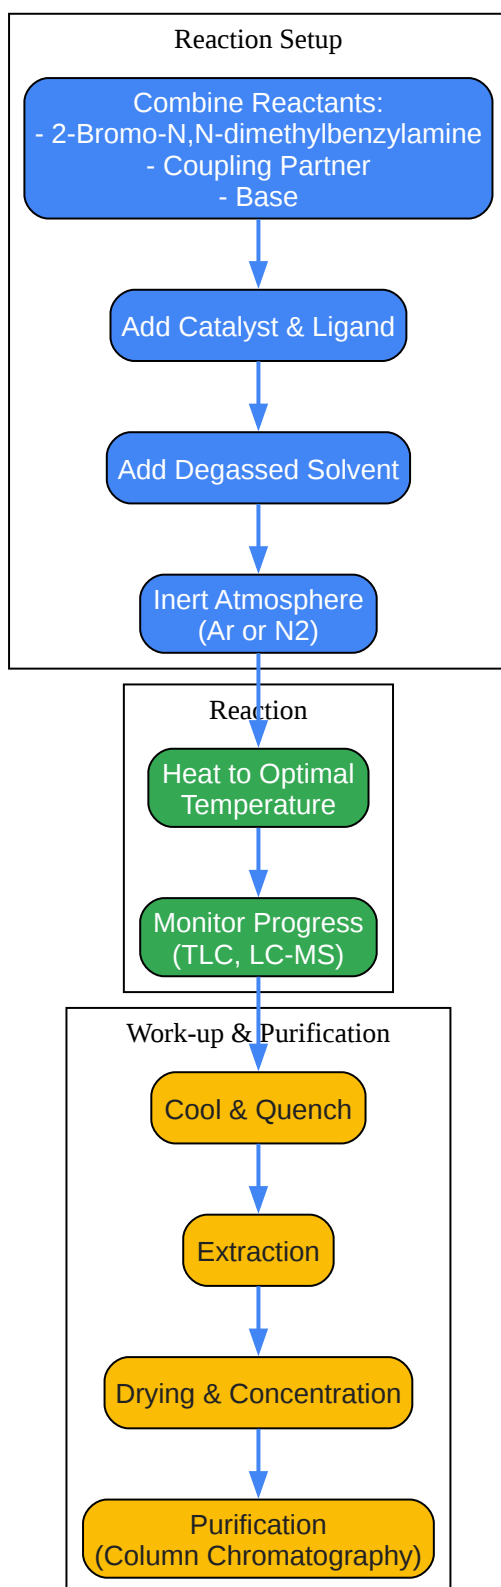 Reaction Setup
Combine Reactants:
- 2-Bromo-N,N-dimethylbenzylamine
- Coupling Partner
- Base
Add Catalyst & Ligand
Add Degassed Solvent
Inert Atmosphere
(Ar or N2)
Reaction
Heat to Optimal
Temperature
Monitor Progress
(TLC, LC-MS)
Work-up & Purification
Cool & Quench
Extraction
Drying & Concentration
Purification
(Column Chromatography)